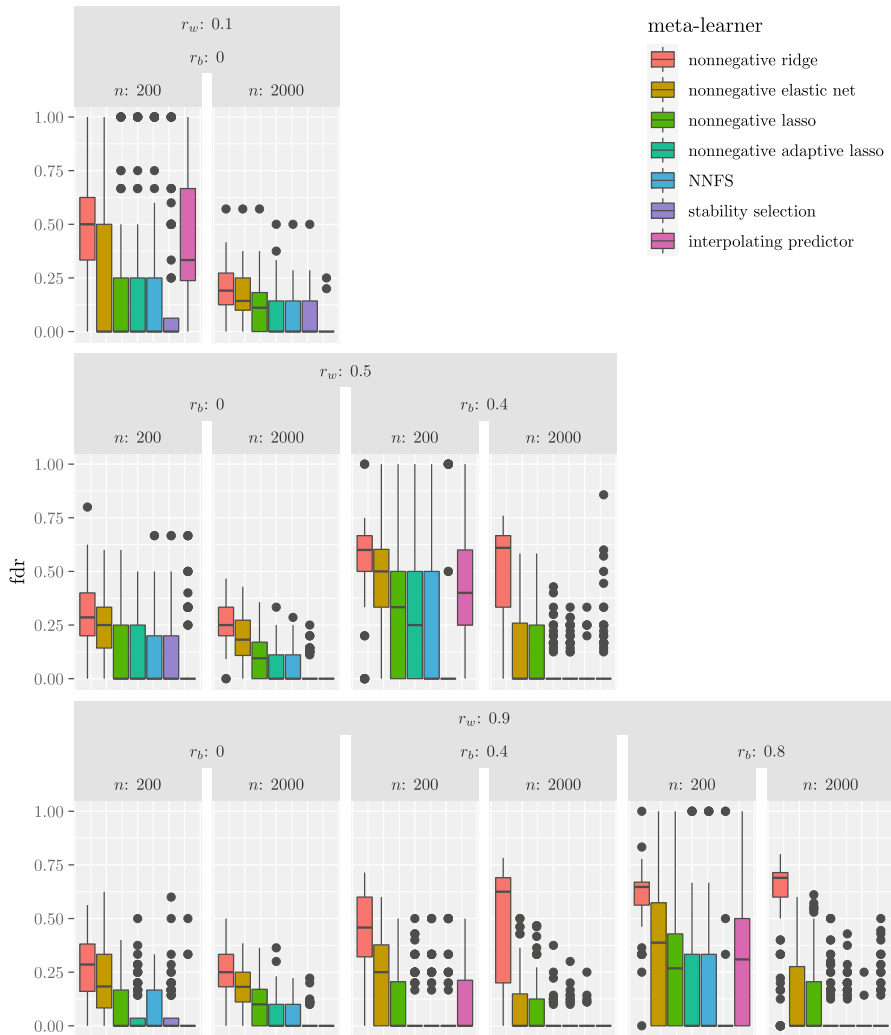 r_w: 0.1
r_b: 0
n: 200
n: 2000
1.00
0.75
0.50
0.25
0.00
meta-learner
nonnegative ridge
nonnegative elastic net
nonnegative lasso
nonnegative adaptive lasso
NNFS
stability selection
interpolating predictor
fdr
r_w: 0.5
r_b: 0
r_b: 0.4
n: 200
n: 2000
n: 200
n: 2000
1.00
0.75
0.50
0.25
0.00
r_w: 0.9
r_b: 0
r_b: 0.4
r_b: 0.8
n: 200
n: 2000
n: 200
n: 2000
n: 200
n: 2000
1.00
0.75
0.50
0.25
0.00